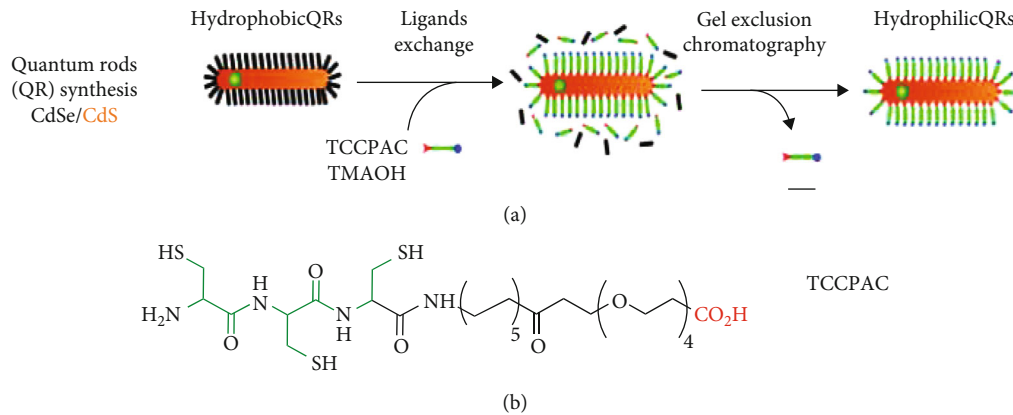 HydrophobicQRs
Ligands
exchange
Gel exclusion
chromatography
HydrophilicQRs
Quantum rods
(QR) synthesis
CdSe/CdS
TCCPAC
TMAOH
(a)
HS
SH
O
H
N
O
H
N
NH
5
O
O
4
CO₂H
H₂N
O
SH
N
H
O
TCCPAC
(b)